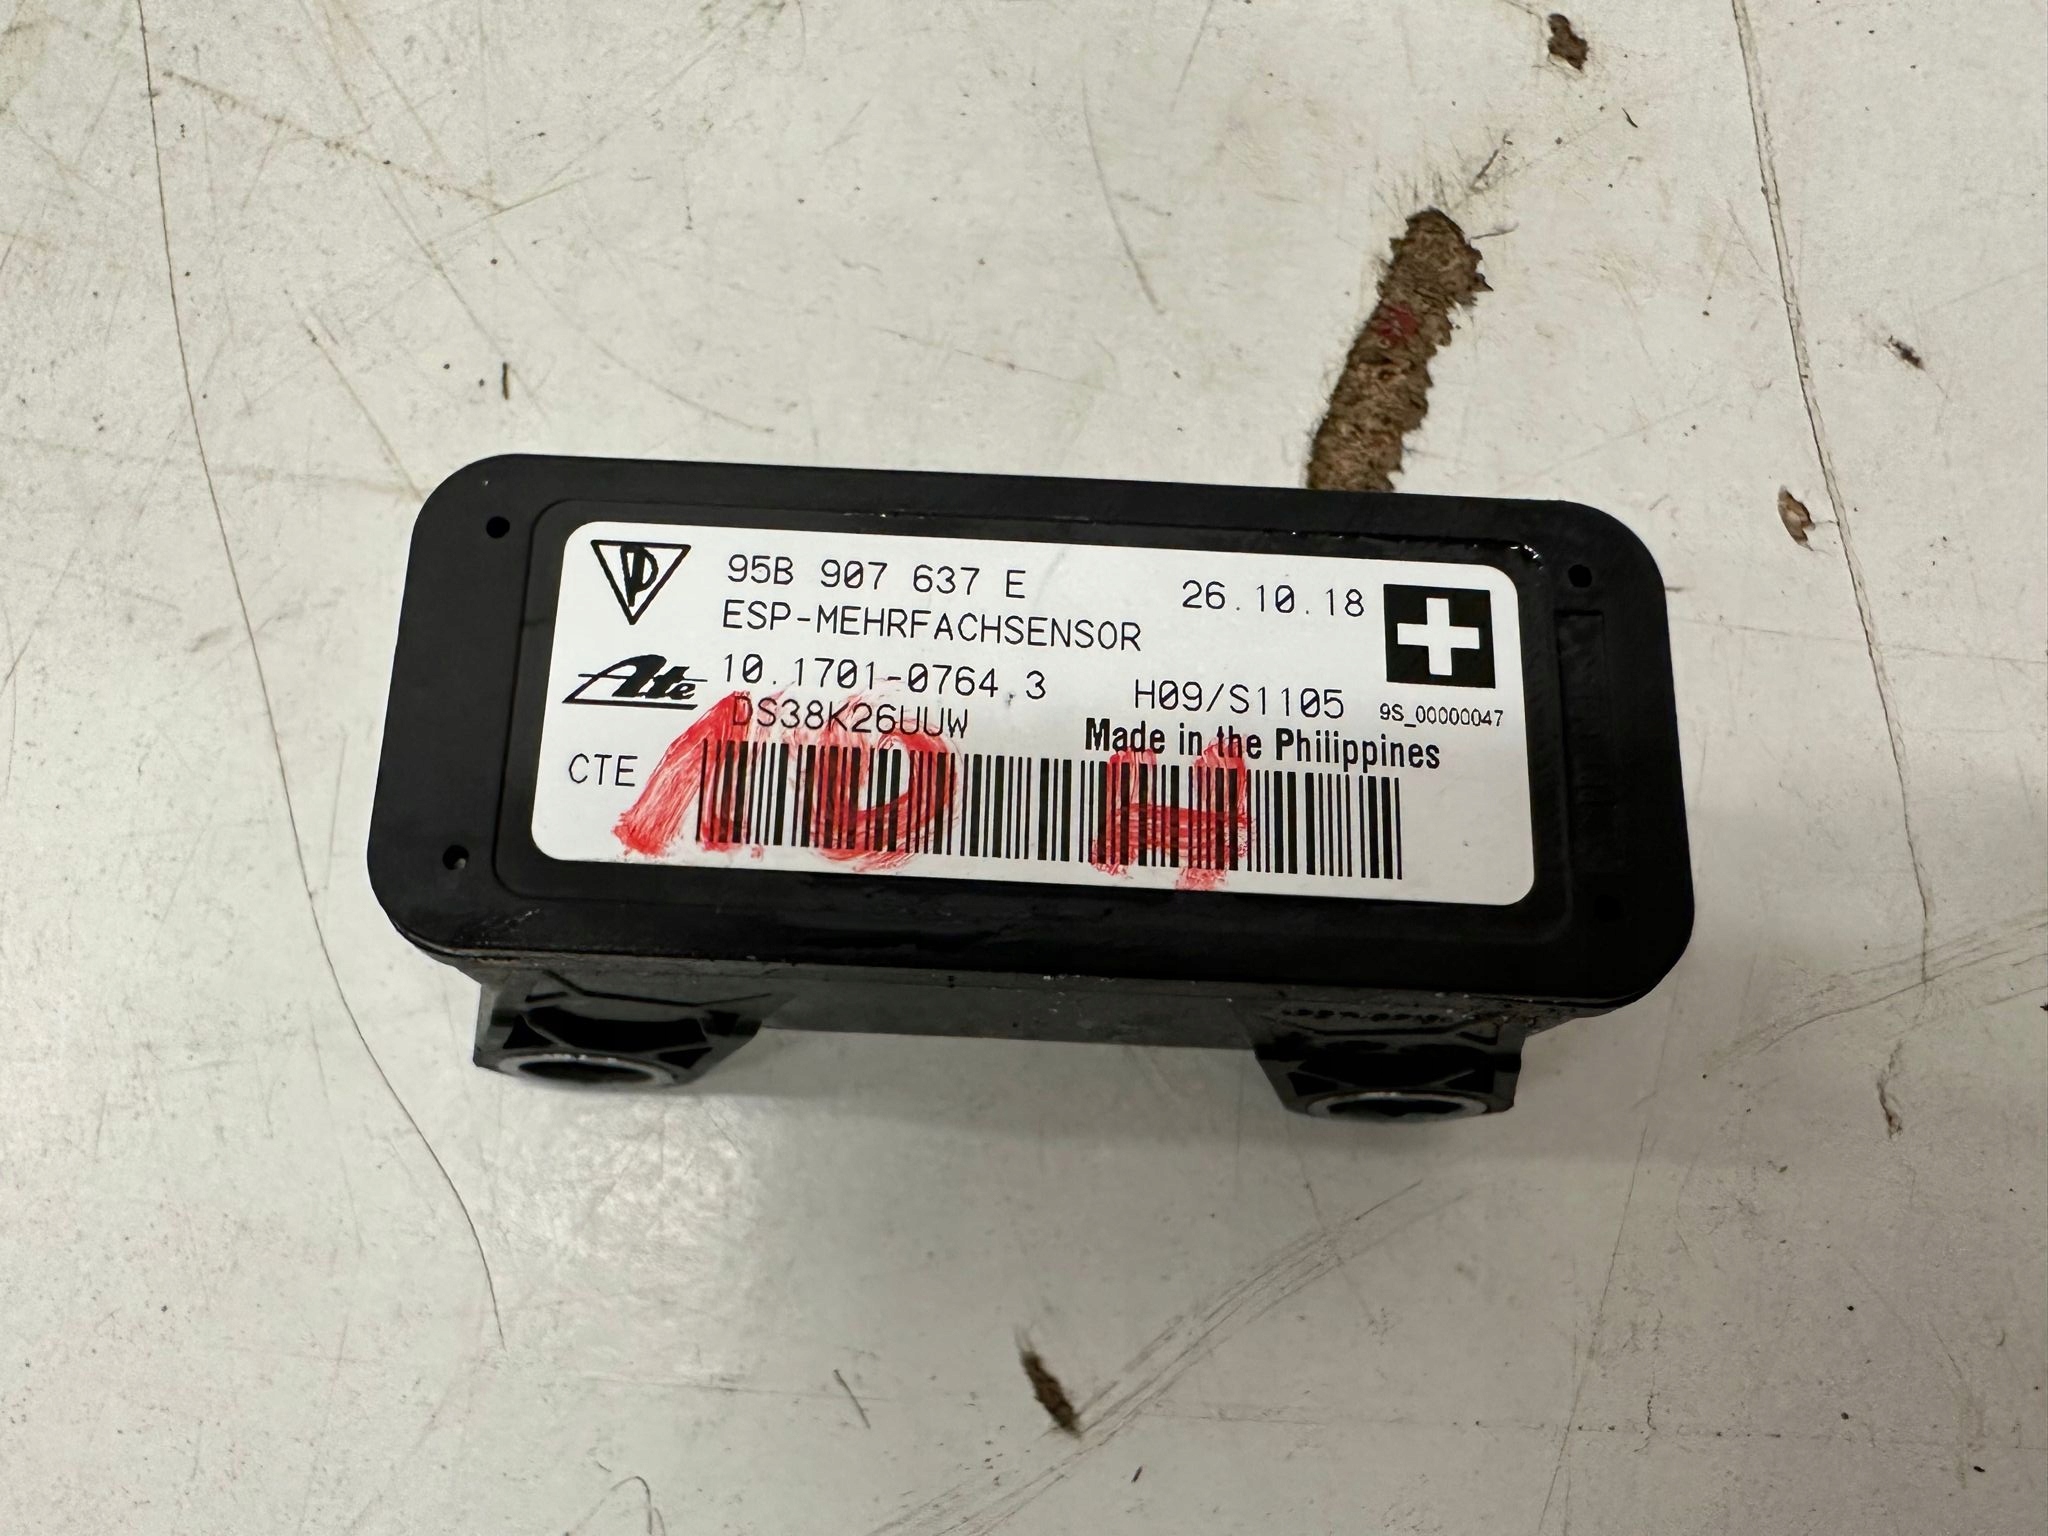 95B 907 637 E
26.10.18
ESP-MEHRFACHSENSOR
Ate
10.1701-0764.3
H09/S1105
9S_00000047
DS38K26UUW
Made in the Philippines
CTE